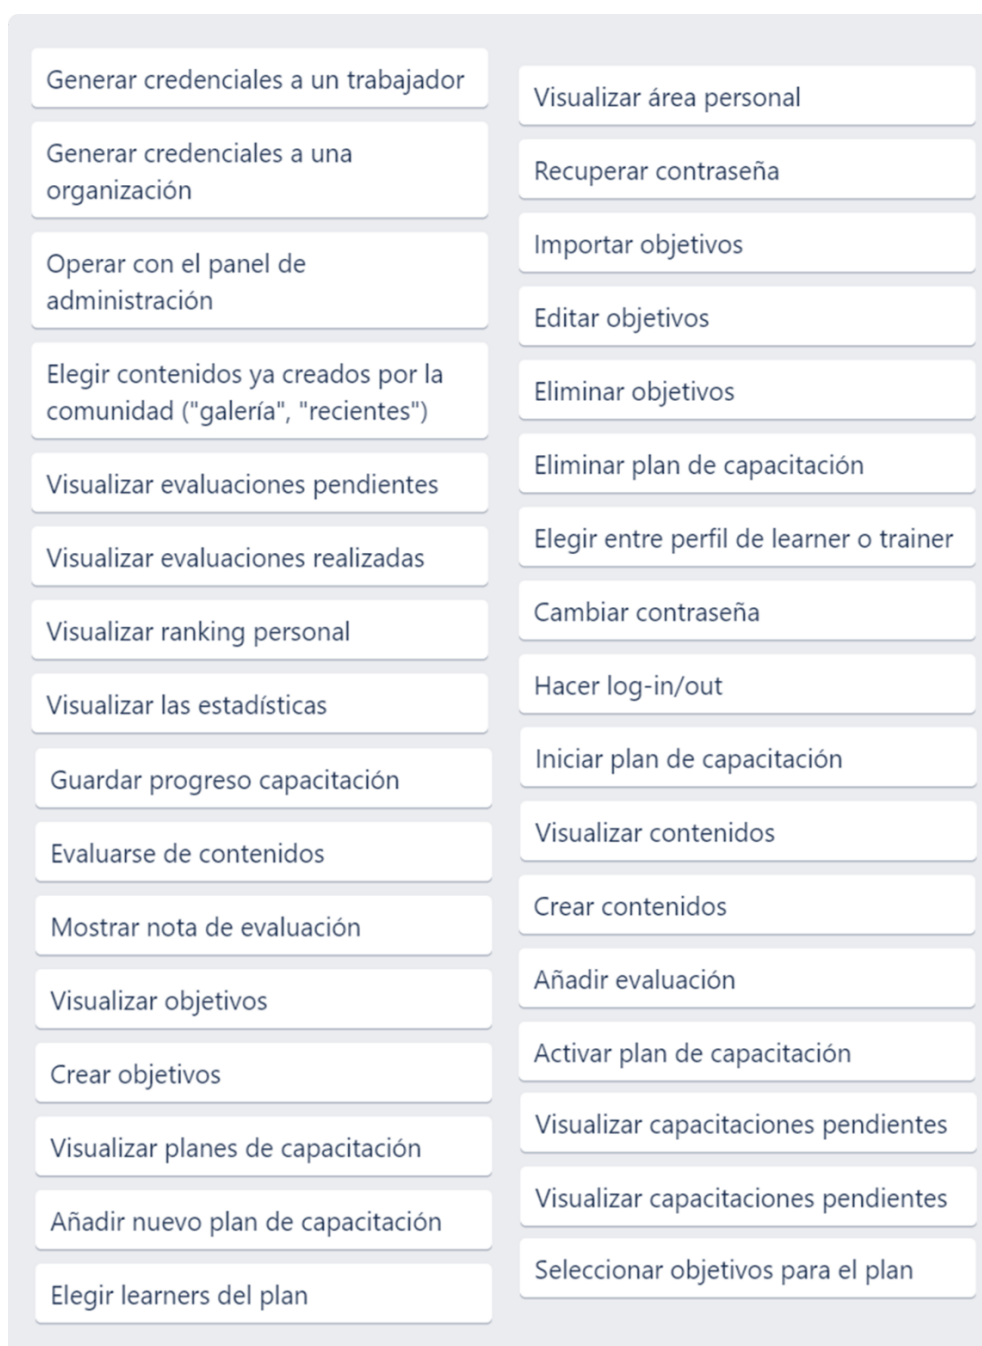 Generar credenciales a un trabajador
Generar credenciales a una
organización
Operar con el panel de
administración
Elegir contenidos ya creados por la
comunidad ("galería", "recientes")
Visualizar evaluaciones pendientes
Visualizar evaluaciones realizadas
Visualizar ranking personal
Visualizar las estadísticas
Guardar progreso capacitación
Evaluarse de contenidos
Mostrar nota de evaluación
Visualizar objetivos
Crear objetivos
Visualizar planes de capacitación
Añadir nuevo plan de capacitación
Elegir learners del plan
Visualizar área personal
Recuperar contraseña
Importar objetivos
Editar objetivos
Eliminar objetivos
Eliminar plan de capacitación
Elegir entre perfil de learner o trainer
Cambiar contraseña
Hacer log-in/out
Iniciar plan de capacitación
Visualizar contenidos
Crear contenidos
Añadir evaluación
Activar plan de capacitación
Visualizar capacitaciones pendientes
Visualizar capacitaciones pendientes
Seleccionar objetivos para el plan